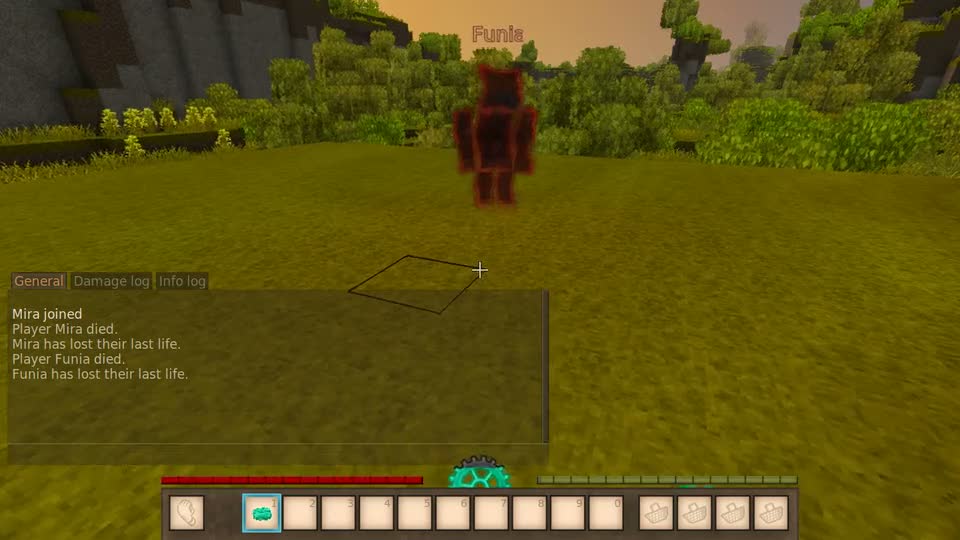 Funia
General Damage log Info log
Mira joined
Player Mira died.
Mira has lost their last life.
Player Funia died.
Funia has lost their last life.
1 2 3 4 5 6 7 8 9 0